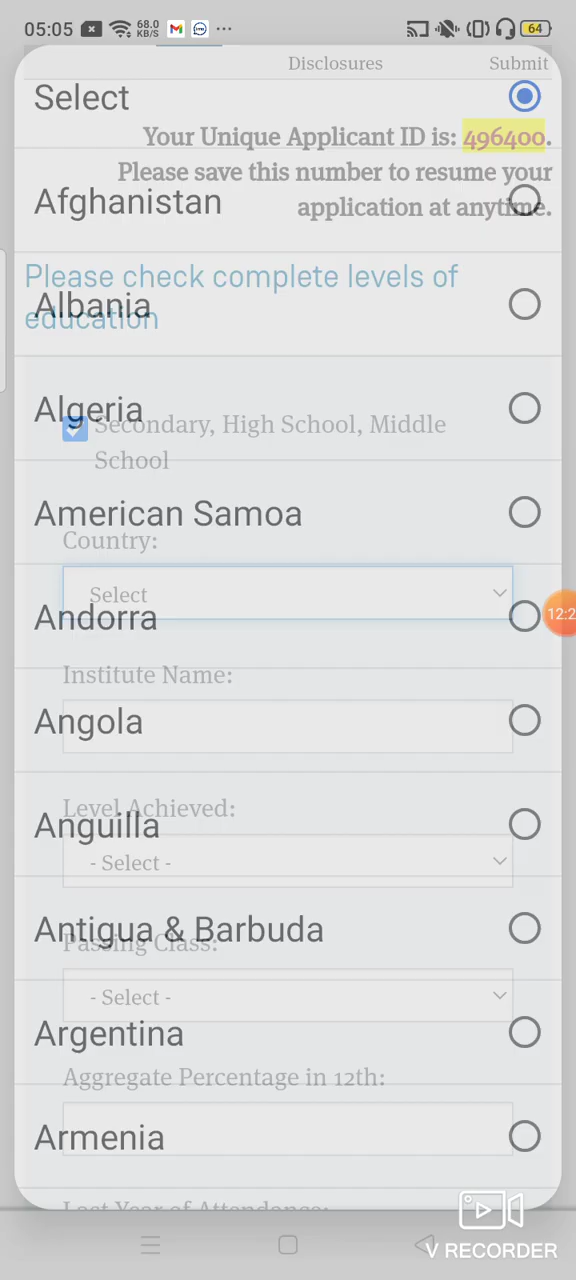 05:05 68.0 KB/S ··· 64
Disclosures Submit
Select
Your Unique Applicant ID is: 496400.
Please save this number to resume your
Afghanistan
application at anytime.
Please check complete levels of
Albania
education
Algeria
Secondary, High School, Middle
School
American Samoa
Country:
Select
Andorra
12:2
Institute Name:
Angola
Level Achieved:
Anguilla
- Select -
Antigua & Barbuda
Passing Class:
- Select -
Argentina
Aggregate Percentage in 12th:
Armenia
Last Year of Attendance:
V RECORDER